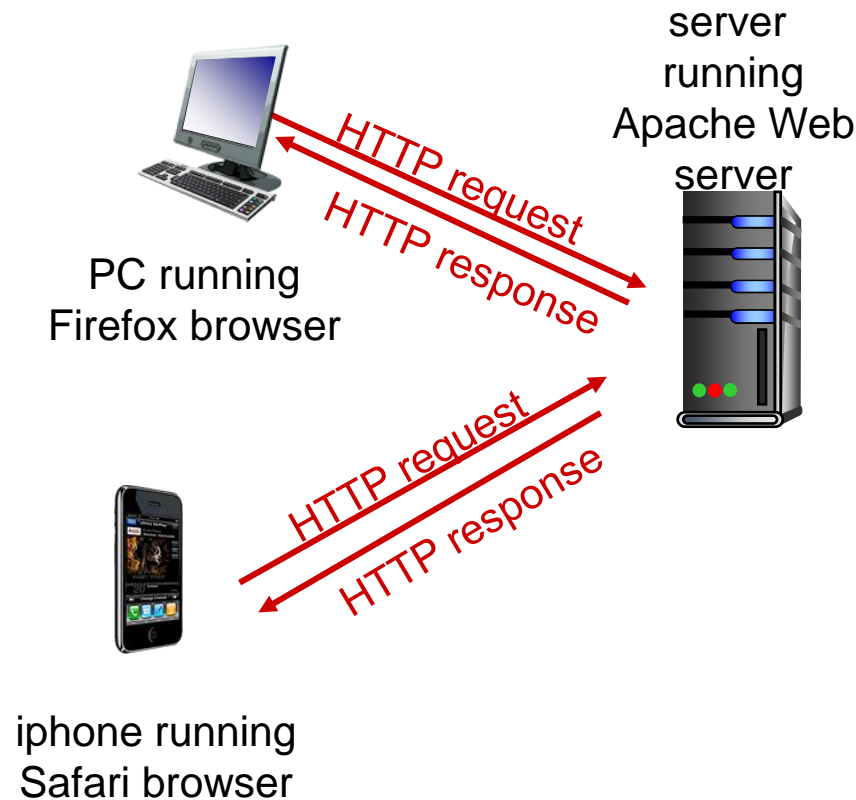 server
running
Apache Web
server
HTTP request
HTTP response
PC running
Firefox browser
HTTP request
HTTP response
iphone running
Safari browser